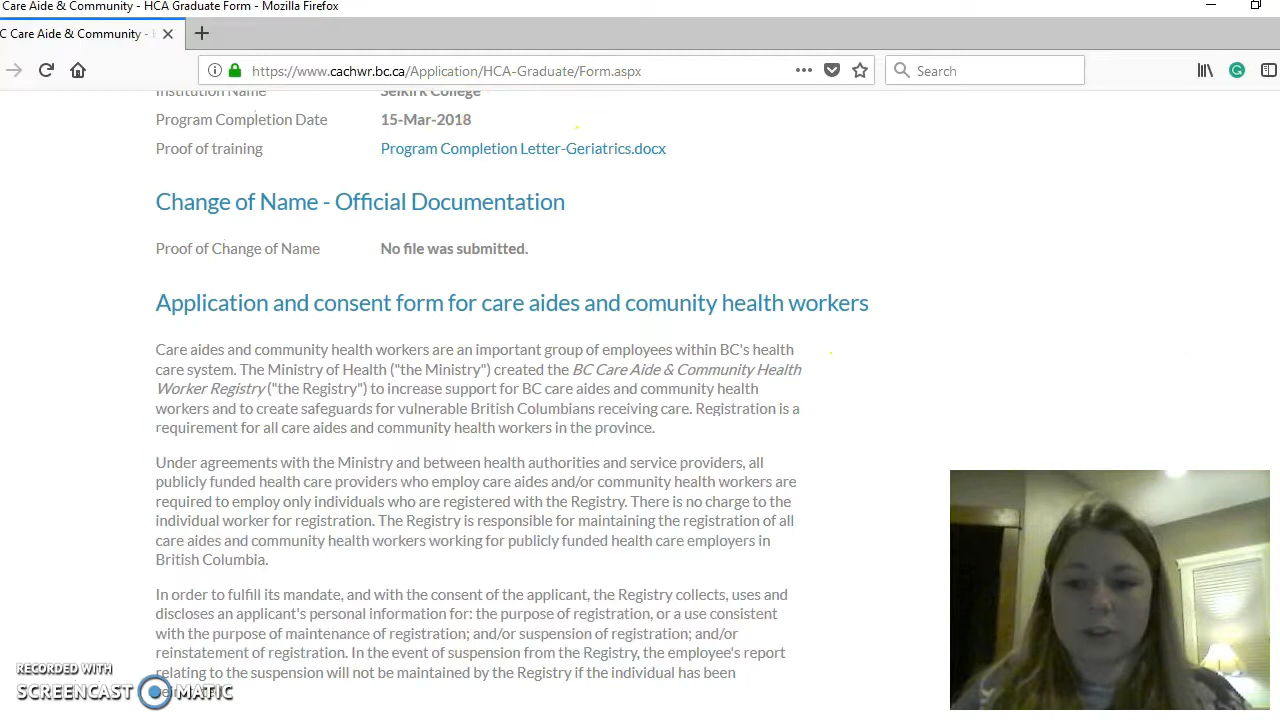 Care Aide & Community - HCA Graduate Form - Mozilla Firefox
C Care Aide & Community -
https://www.cachwr.bc.ca/Application/HCA-Graduate/Form.aspx
Search
Institution Name Selkirk College
Program Completion Date 15-Mar-2018
Proof of training Program Completion Letter-Geriatrics.docx
Change of Name - Official Documentation
Proof of Change of Name No file was submitted.
Application and consent form for care aides and comunity health workers
Care aides and community health workers are an important group of employees within BC's health
care system. The Ministry of Health ("the Ministry") created the BC Care Aide & Community Health
Worker Registry ("the Registry") to increase support for BC care aides and community health
workers and to create safeguards for vulnerable British Columbians receiving care. Registration is a
requirement for all care aides and community health workers in the province.
Under agreements with the Ministry and between health authorities and service providers, all
publicly funded health care providers who employ care aides and/or community health workers are
required to employ only individuals who are registered with the Registry. There is no charge to the
individual worker for registration. The Registry is responsible for maintaining the registration of all
care aides and community health workers working for publicly funded health care employers in
British Columbia.
In order to fulfill its mandate, and with the consent of the applicant, the Registry collects, uses and
discloses an applicant's personal information for: the purpose of registration, or a use consistent
with the purpose of maintenance of registration; and/or suspension of registration; and/or
reinstatement of registration. In the event of suspension from the Registry, the employee's report
relating to the suspension will not be maintained by the Registry if the individual has been
RECORDED WITH
SCREENCAST MATIC